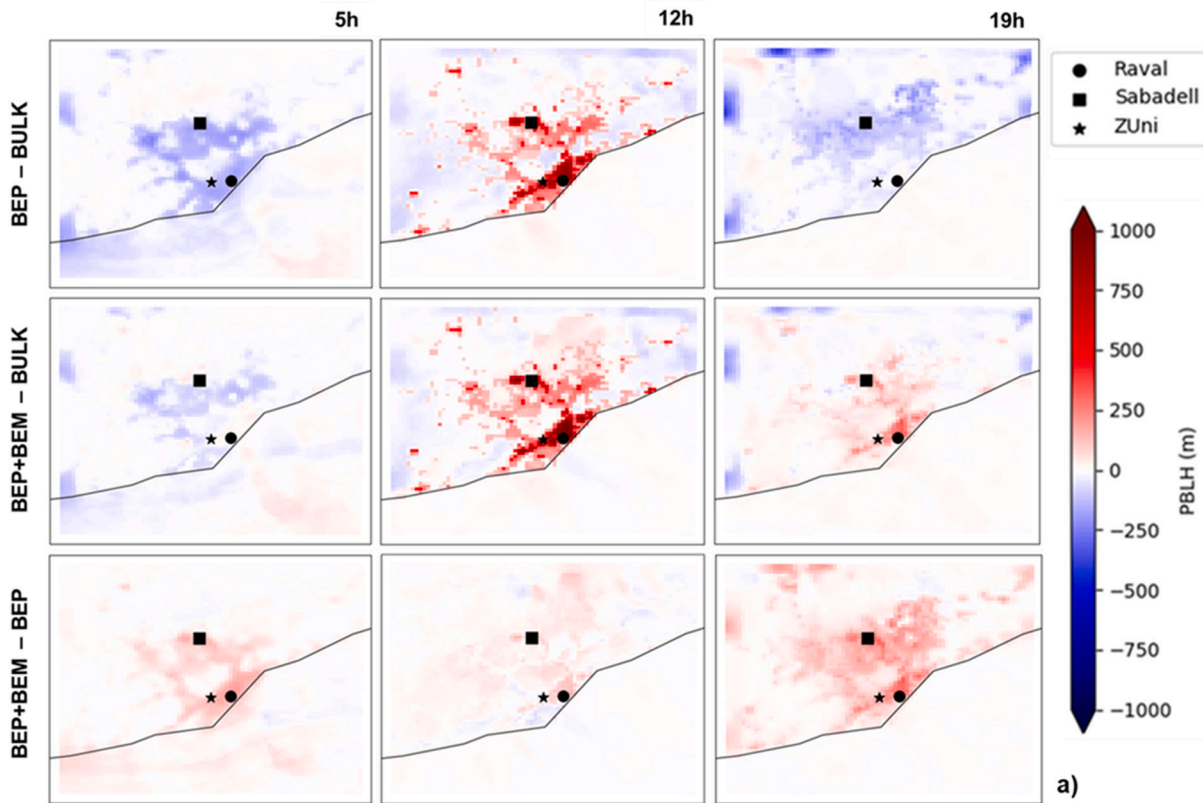 5h
12h
19h
BEP – BULK
BEP+BEM – BULK
BEP+BEM – BEP
Raval
Sabadell
ZUni
1000
750
500
250
0
−250
−500
−750
−1000
PBLH (m)
a)